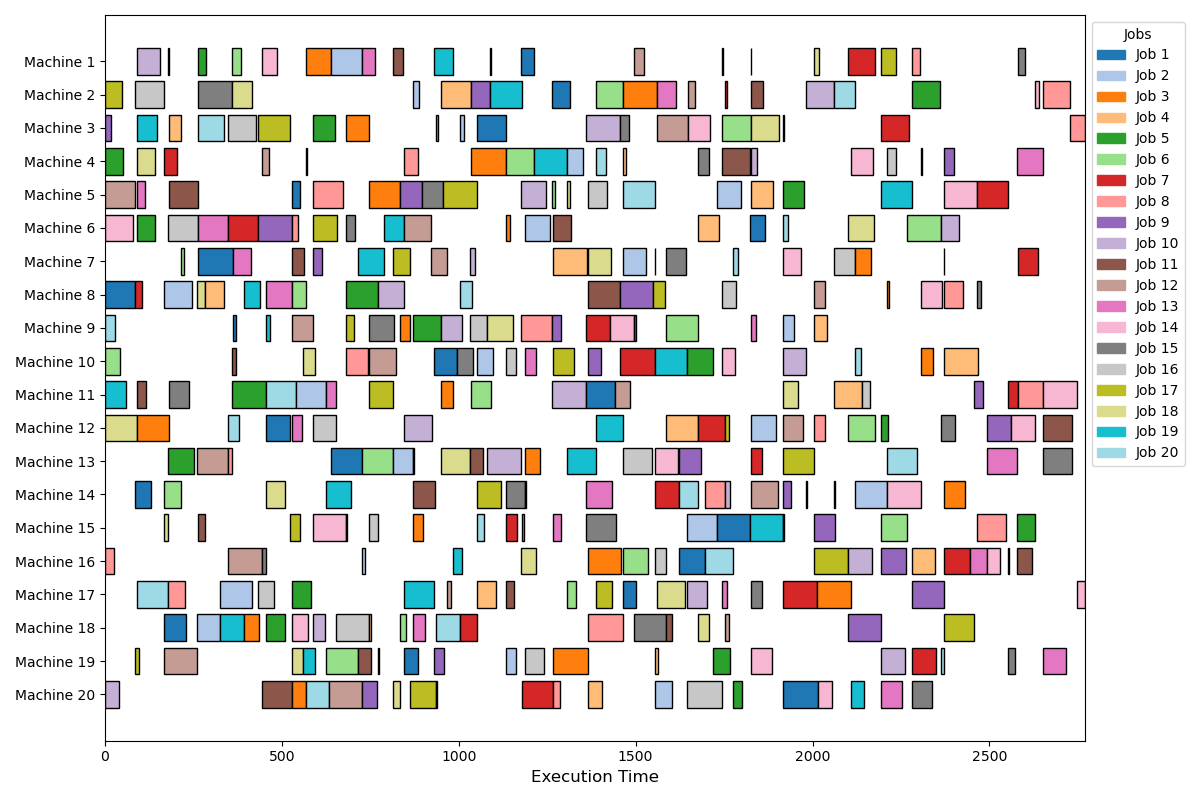 Machine 1
Machine 2
Machine 3
Machine 4
Machine 5
Machine 6
Machine 7
Machine 8
Machine 9
Machine 10
Machine 11
Machine 12
Machine 13
Machine 14
Machine 15
Machine 16
Machine 17
Machine 18
Machine 19
Machine 20
0 500 1000 1500 2000 2500
Execution Time
Jobs
Job 1
Job 2
Job 3
Job 4
Job 5
Job 6
Job 7
Job 8
Job 9
Job 10
Job 11
Job 12
Job 13
Job 14
Job 15
Job 16
Job 17
Job 18
Job 19
Job 20